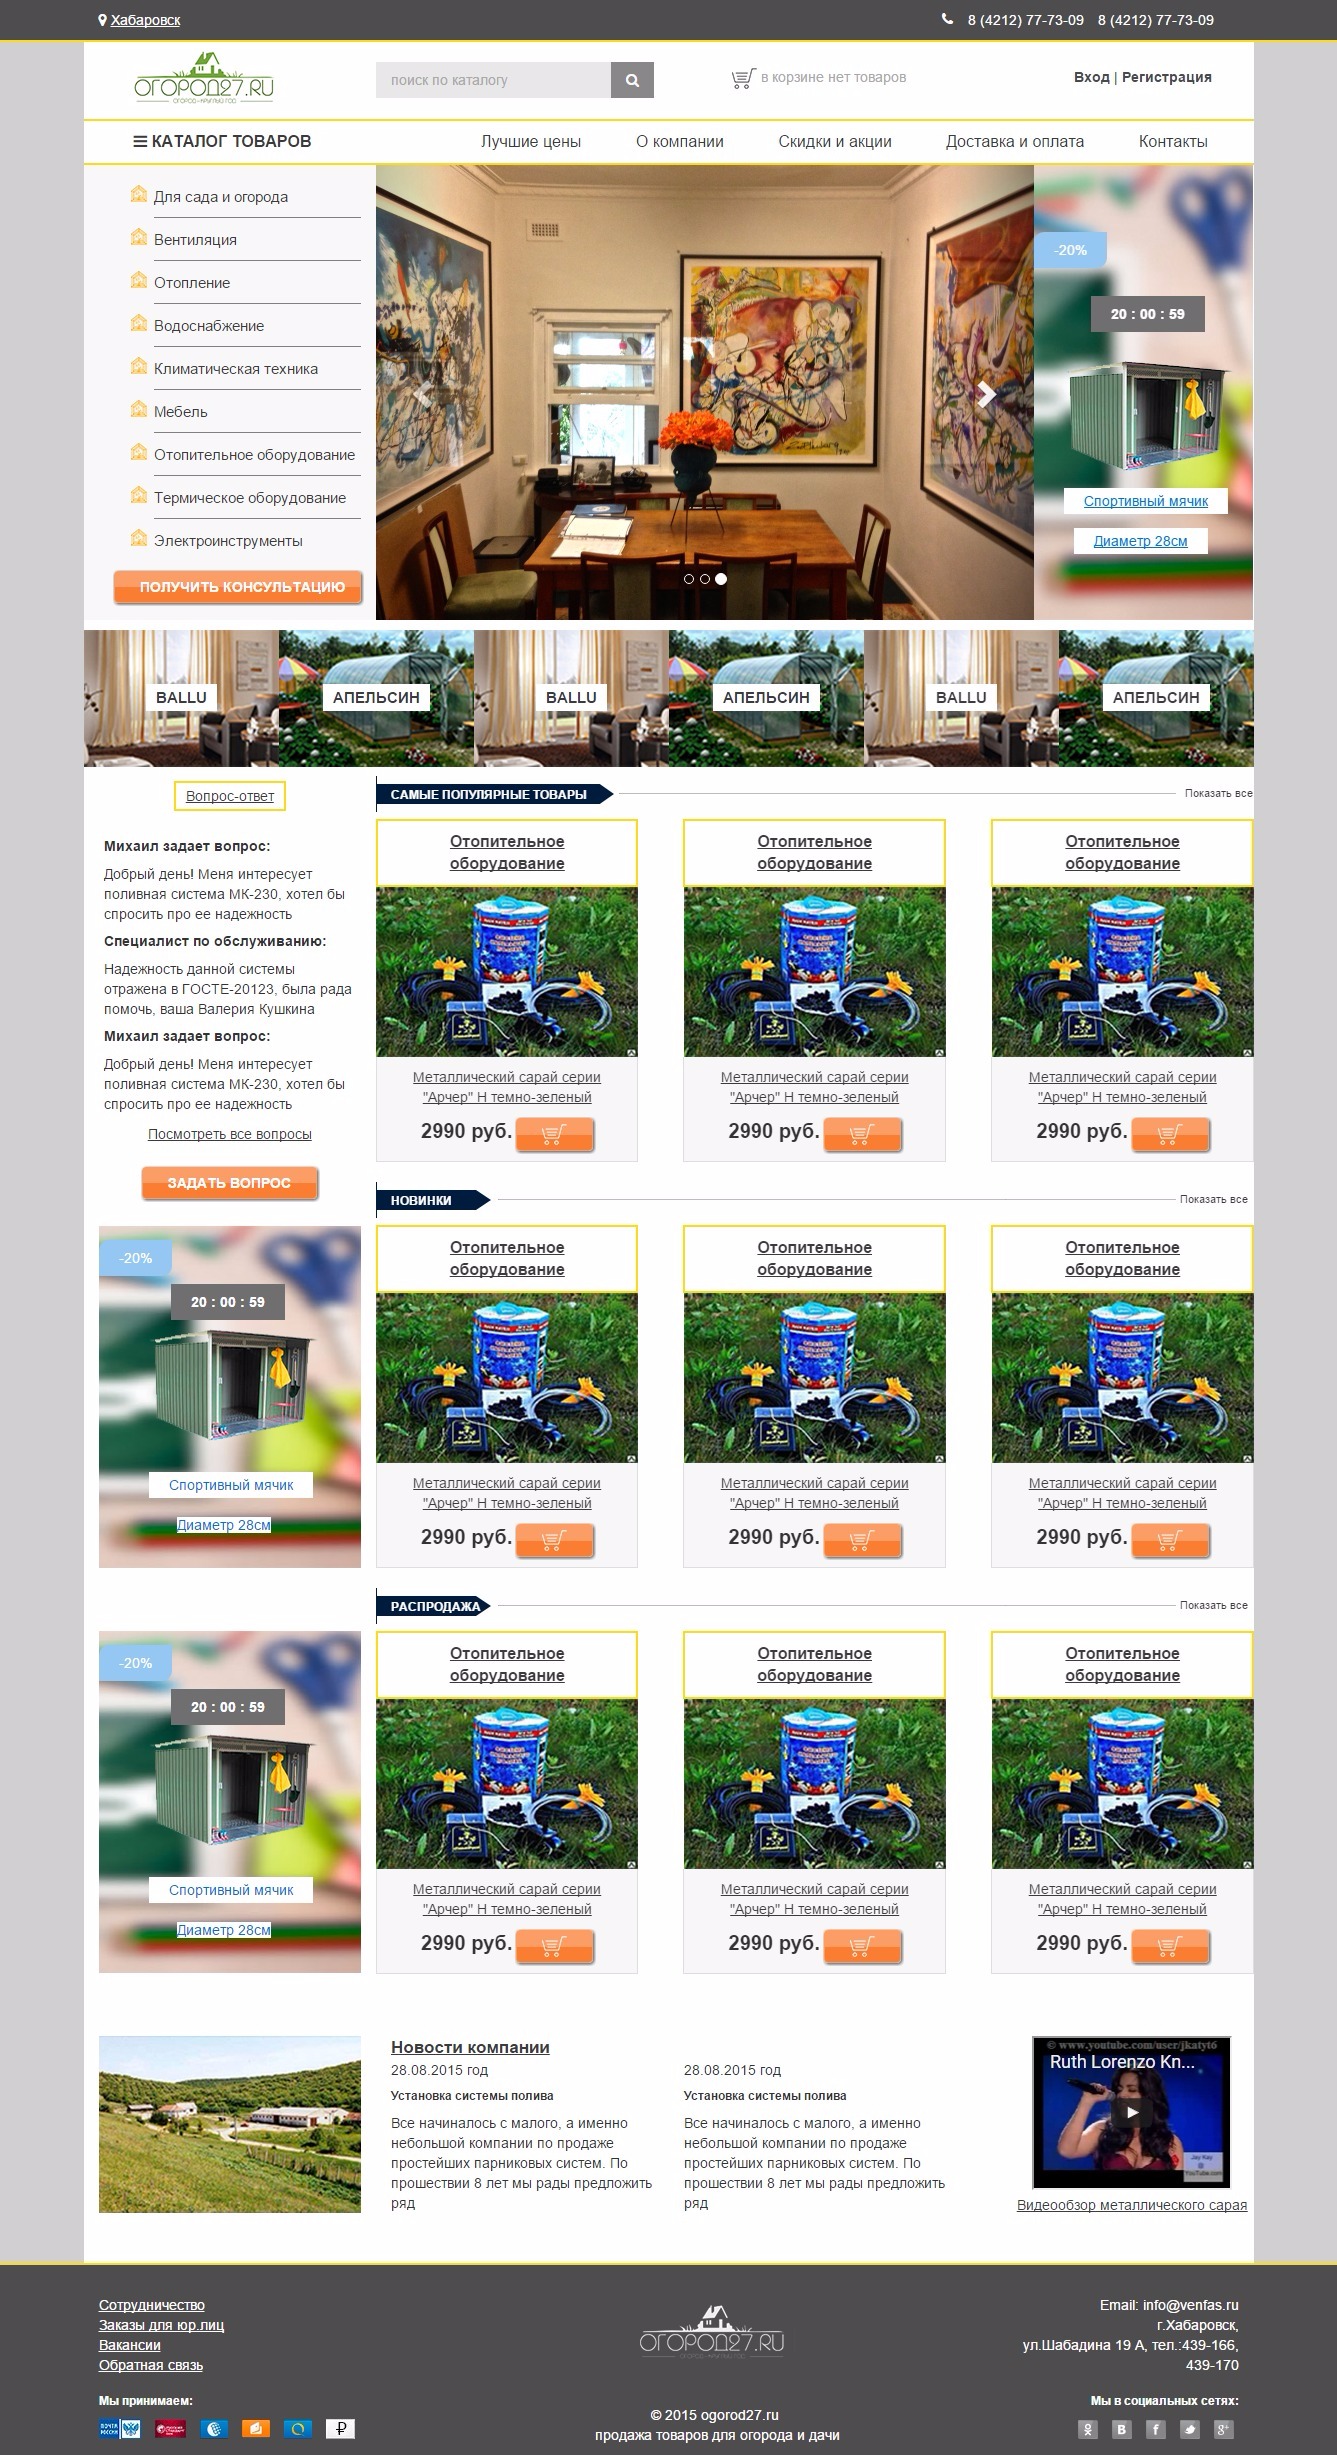 Хабаровск
8 (4212) 77-73-09 8 (4212) 77-73-09
ОГОРОД27.RU
ОГОРОД-КРУГЛЫЙ ГОД
поиск по каталогу
в корзине нет товаров
Вход | Регистрация
КАТАЛОГ ТОВАРОВ
Лучшие цены
О компании
Скидки и акции
Доставка и оплата
Контакты
Для сада и огорода
Вентиляция
Отопление
Водоснабжение
Климатическая техника
Мебель
Отопительное оборудование
Термическое оборудование
Электроинструменты
ПОЛУЧИТЬ КОНСУЛЬТАЦИЮ
-20%
20 : 00 : 59
Спортивный мячик
Диаметр 28см
BALLU
АПЕЛЬСИН
BALLU
АПЕЛЬСИН
BALLU
АПЕЛЬСИН
Вопрос-ответ
Михаил задает вопрос:
Добрый день! Меня интересует
поливная система МК-230, хотел бы
спросить про ее надежность
Специалист по обслуживанию:
Надежность данной системы
отражена в ГОСТЕ-20123, была рада
помочь, ваша Валерия Кушкина
Михаил задает вопрос:
Добрый день! Меня интересует
поливная система МК-230, хотел бы
спросить про ее надежность
Посмотреть все вопросы
ЗАДАТЬ ВОПРОС
-20%
20 : 00 : 59
Спортивный мячик
Диаметр 28см
-20%
20 : 00 : 59
Спортивный мячик
Диаметр 28см
САМЫЕ ПОПУЛЯРНЫЕ ТОВАРЫ
Показать все
Отопительное
оборудование
Металлический сарай серии
"Арчер" Н темно-зеленый
2990 руб.
Отопительное
оборудование
Металлический сарай серии
"Арчер" Н темно-зеленый
2990 руб.
Отопительное
оборудование
Металлический сарай серии
"Арчер" Н темно-зеленый
2990 руб.
НОВИНКИ
Показать все
Отопительное
оборудование
Металлический сарай серии
"Арчер" Н темно-зеленый
2990 руб.
Отопительное
оборудование
Металлический сарай серии
"Арчер" Н темно-зеленый
2990 руб.
Отопительное
оборудование
Металлический сарай серии
"Арчер" Н темно-зеленый
2990 руб.
РАСПРОДАЖА
Показать все
Отопительное
оборудование
Металлический сарай серии
"Арчер" Н темно-зеленый
2990 руб.
Отопительное
оборудование
Металлический сарай серии
"Арчер" Н темно-зеленый
2990 руб.
Отопительное
оборудование
Металлический сарай серии
"Арчер" Н темно-зеленый
2990 руб.
Новости компании
28.08.2015 год
Установка системы полива
Все начиналось с малого, а именно
небольшой компании по продаже
простейших парниковых систем. По
прошествии 8 лет мы рады предложить
ряд
28.08.2015 год
Установка системы полива
Все начиналось с малого, а именно
небольшой компании по продаже
простейших парниковых систем. По
прошествии 8 лет мы рады предложить
ряд
© www.youtube.com/user/jkatyt6
Ruth Lorenzo Kn...
Jay Kay
@
YouTube.com
Видеообзор металлического сарая
Сотрудничество
Заказы для юр.лиц
Вакансии
Обратная связь
Мы принимаем:
ПОЧТА
РОССИИ
ОГОРОД27.RU
ОГОРОД-КРУГЛЫЙ ГОД
© 2015 ogorod27.ru
продажа товаров для огорода и дачи
Email: info@venfas.ru
г.Хабаровск,
ул.Шабадина 19 А, тел.:439-166,
439-170
Мы в социальных сетях: